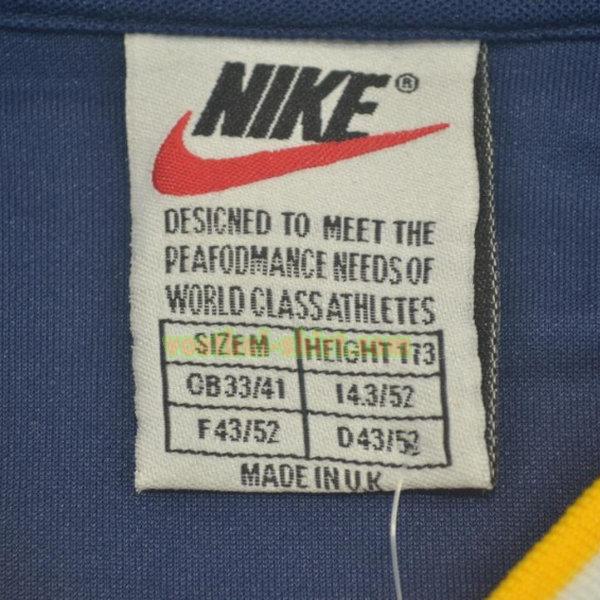 NIKE®
DESIGNED TO MEET THE
PEAFODMANCE NEEDS OF
WORLD CLASS ATHLETES
SIZE M HEIGHT 173
GB33/41 I4.3/52
F43/52 D43/52
MADE IN U.K